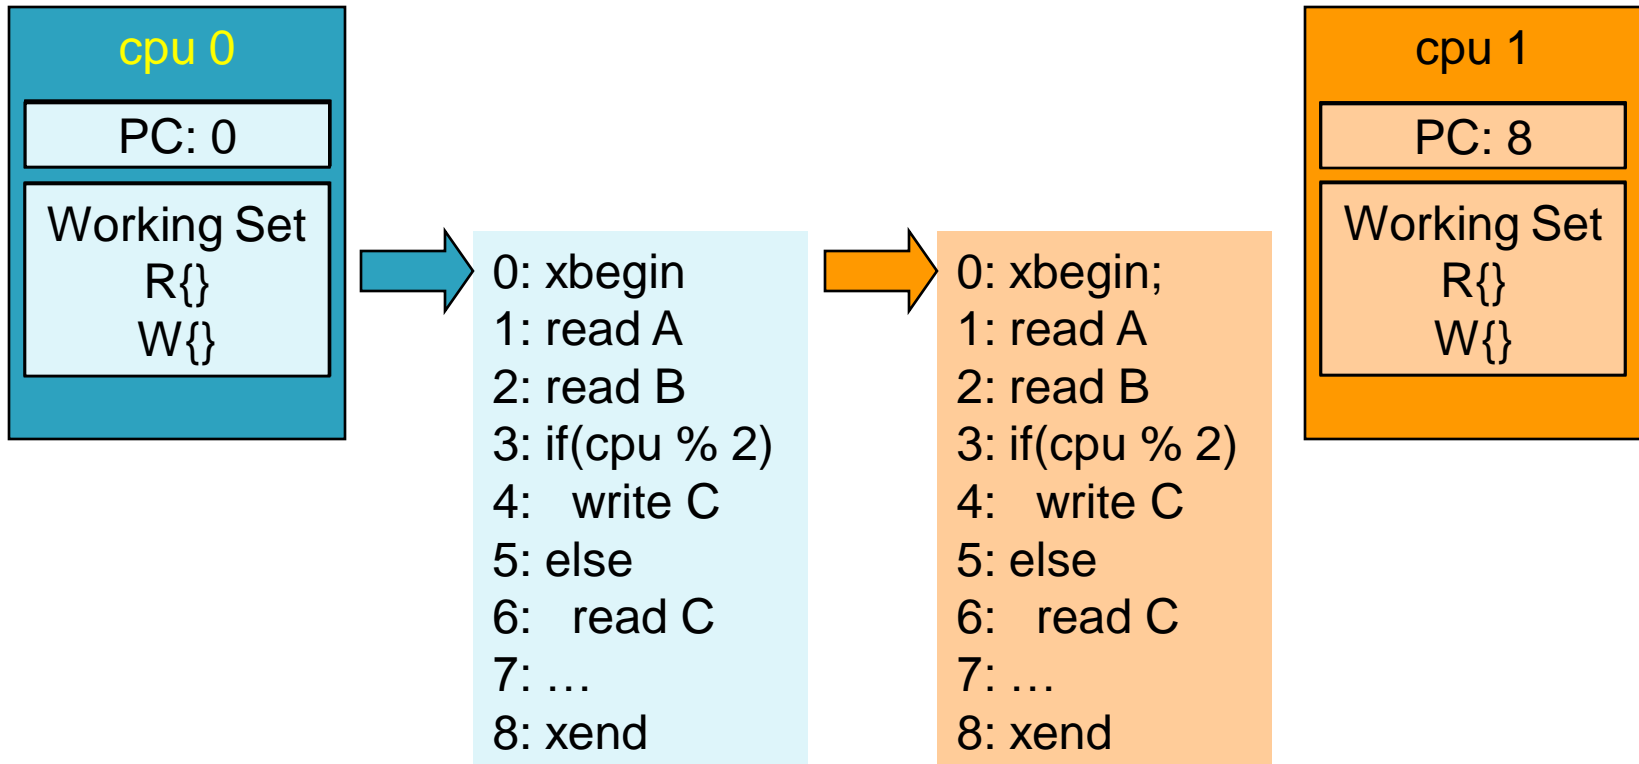 cpu 0
PC: 0
Working Set
R{}
W{}
0: xbegin
1: read A
2: read B
3: if(cpu % 2)
4: write C
5: else
6: read C
7: …
8: xend
0: xbegin;
1: read A
2: read B
3: if(cpu % 2)
4: write C
5: else
6: read C
7: …
8: xend
cpu 1
PC: 8
Working Set
R{}
W{}